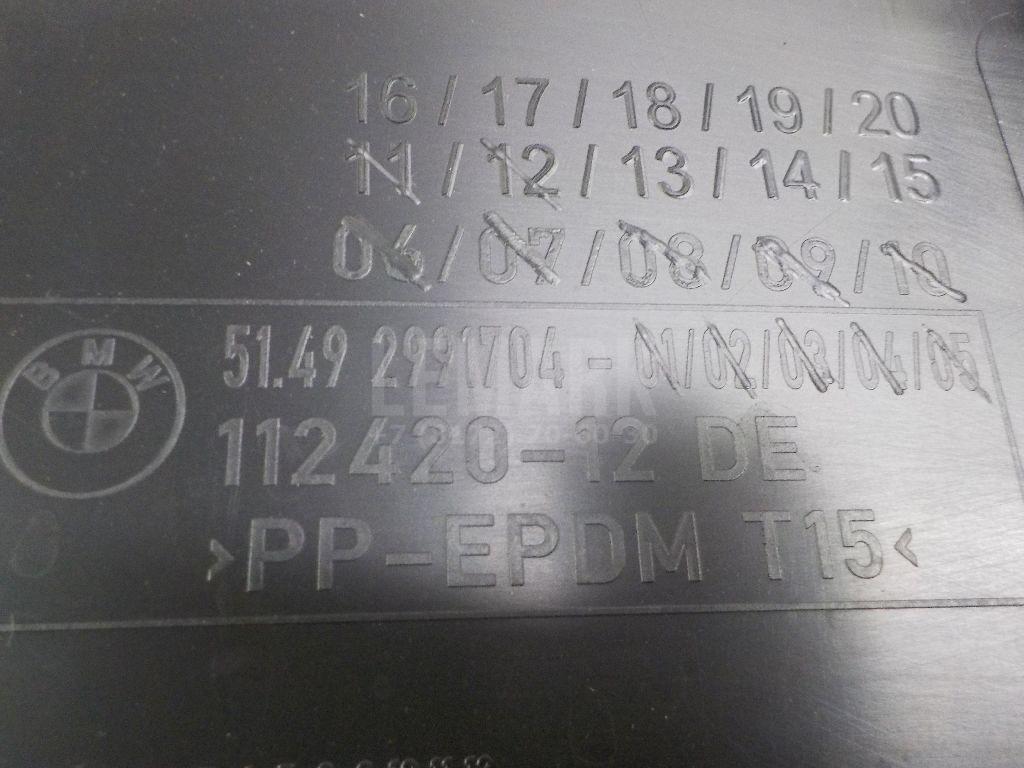 16/17/18/19/20
11/12/13/14/15
06/07/08/09/10
BMW
51.49 2991704-01/02/03/04/05
112420-12 DE
>PP-EPDM T15<